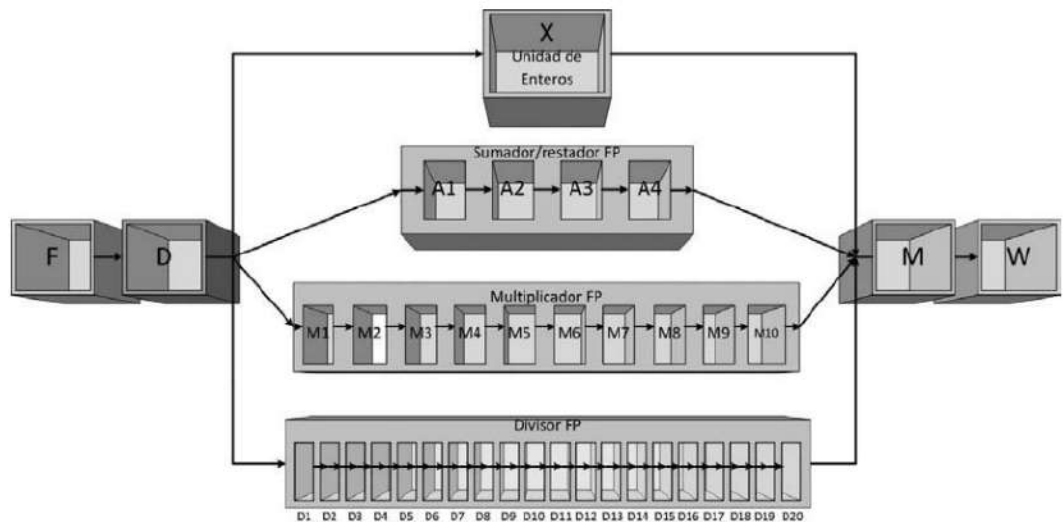 X
Unidad de
Enteros
Sumador/restador FP
A1 A2 A3 A4
F D M W
Multiplicador FP
M1 M2 M3 M4 M5 M6 M7 M8 M9 M10
Divisor FP
D1 D2 D3 D4 D5 D6 D7 D8 D9 D10 D11 D12 D13 D14 D15 D16 D17 D18 D19 D20